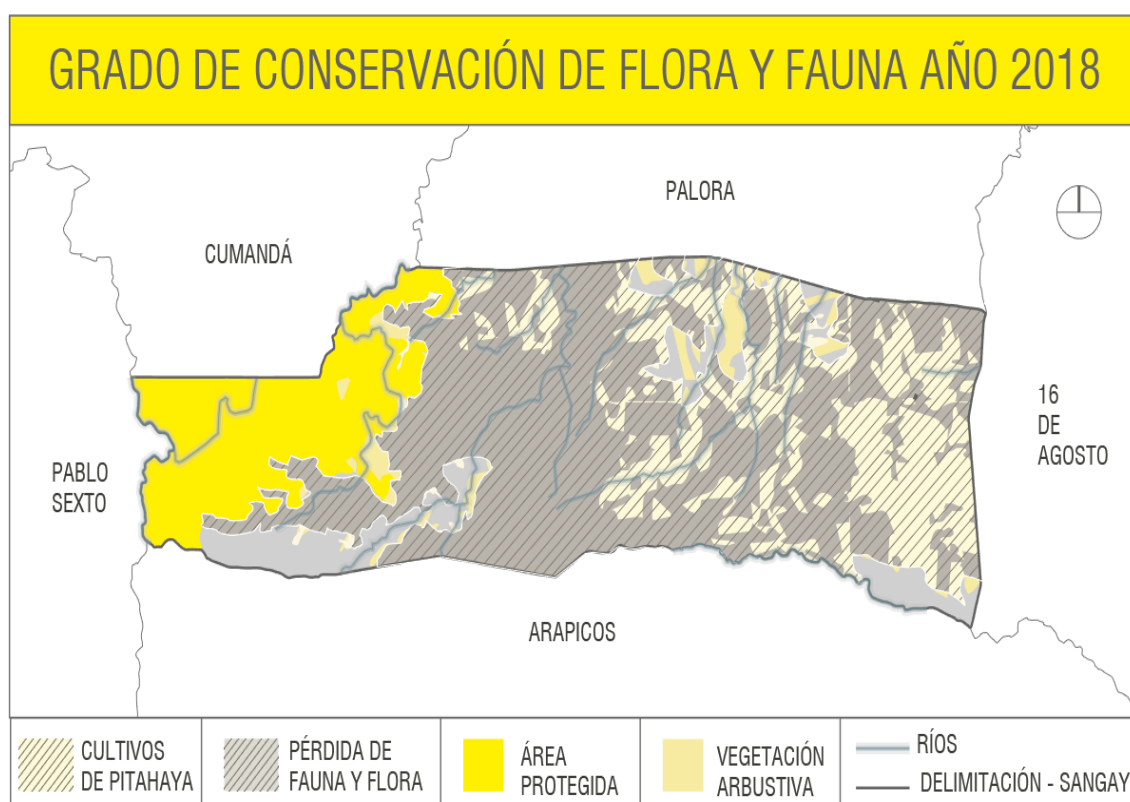 GRADO DE CONSERVACIÓN DE FLORA Y FAUNA AÑO 2018
PALORA
CUMANDÁ
16
DE
AGOSTO
PABLO
SEXTO
ARAPICOS
CULTIVOS
DE PITAHAYA
PÉRDIDA DE
FAUNA Y FLORA
ÁREA
PROTEGIDA
VEGETACIÓN
ARBUSTIVA
RÍOS
DELIMITACIÓN - SANGAY